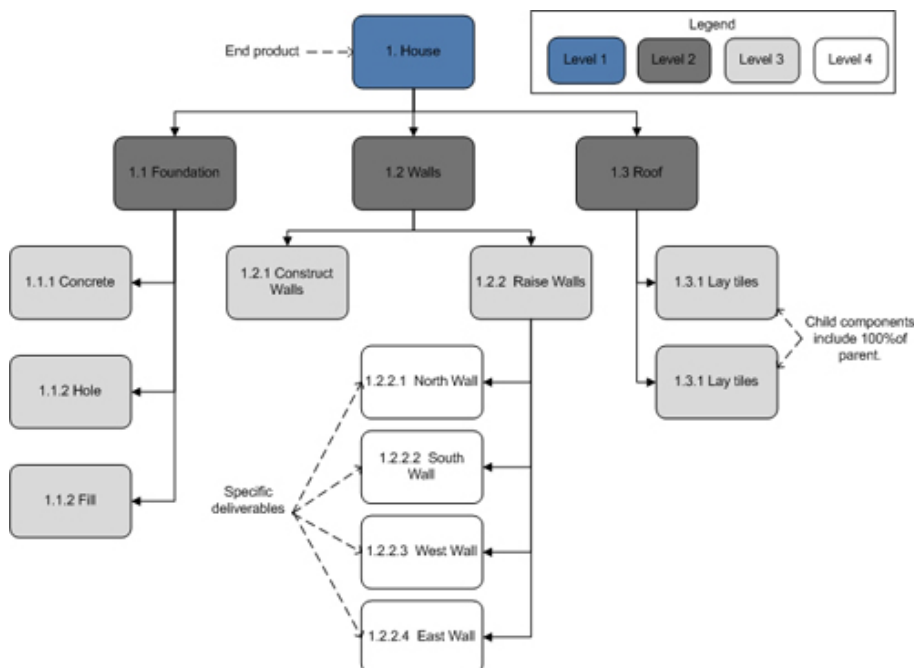 Legend
Level 1
Level 2
Level 3
Level 4
End product
1. House
1.1 Foundation
1.2 Walls
1.3 Roof
1.1.1 Concrete
1.2.1 Construct
Walls
1.2.2 Raise Walls
1.3.1 Lay tiles
Child components
include 100%of
parent.
1.1.2 Hole
1.2.2.1 North Wall
1.3.1 Lay tiles
1.2.2.2 South
Wall
1.1.2 Fill
Specific
deliverables
1.2.2.3 West Wall
1.2.2.4 East Wall